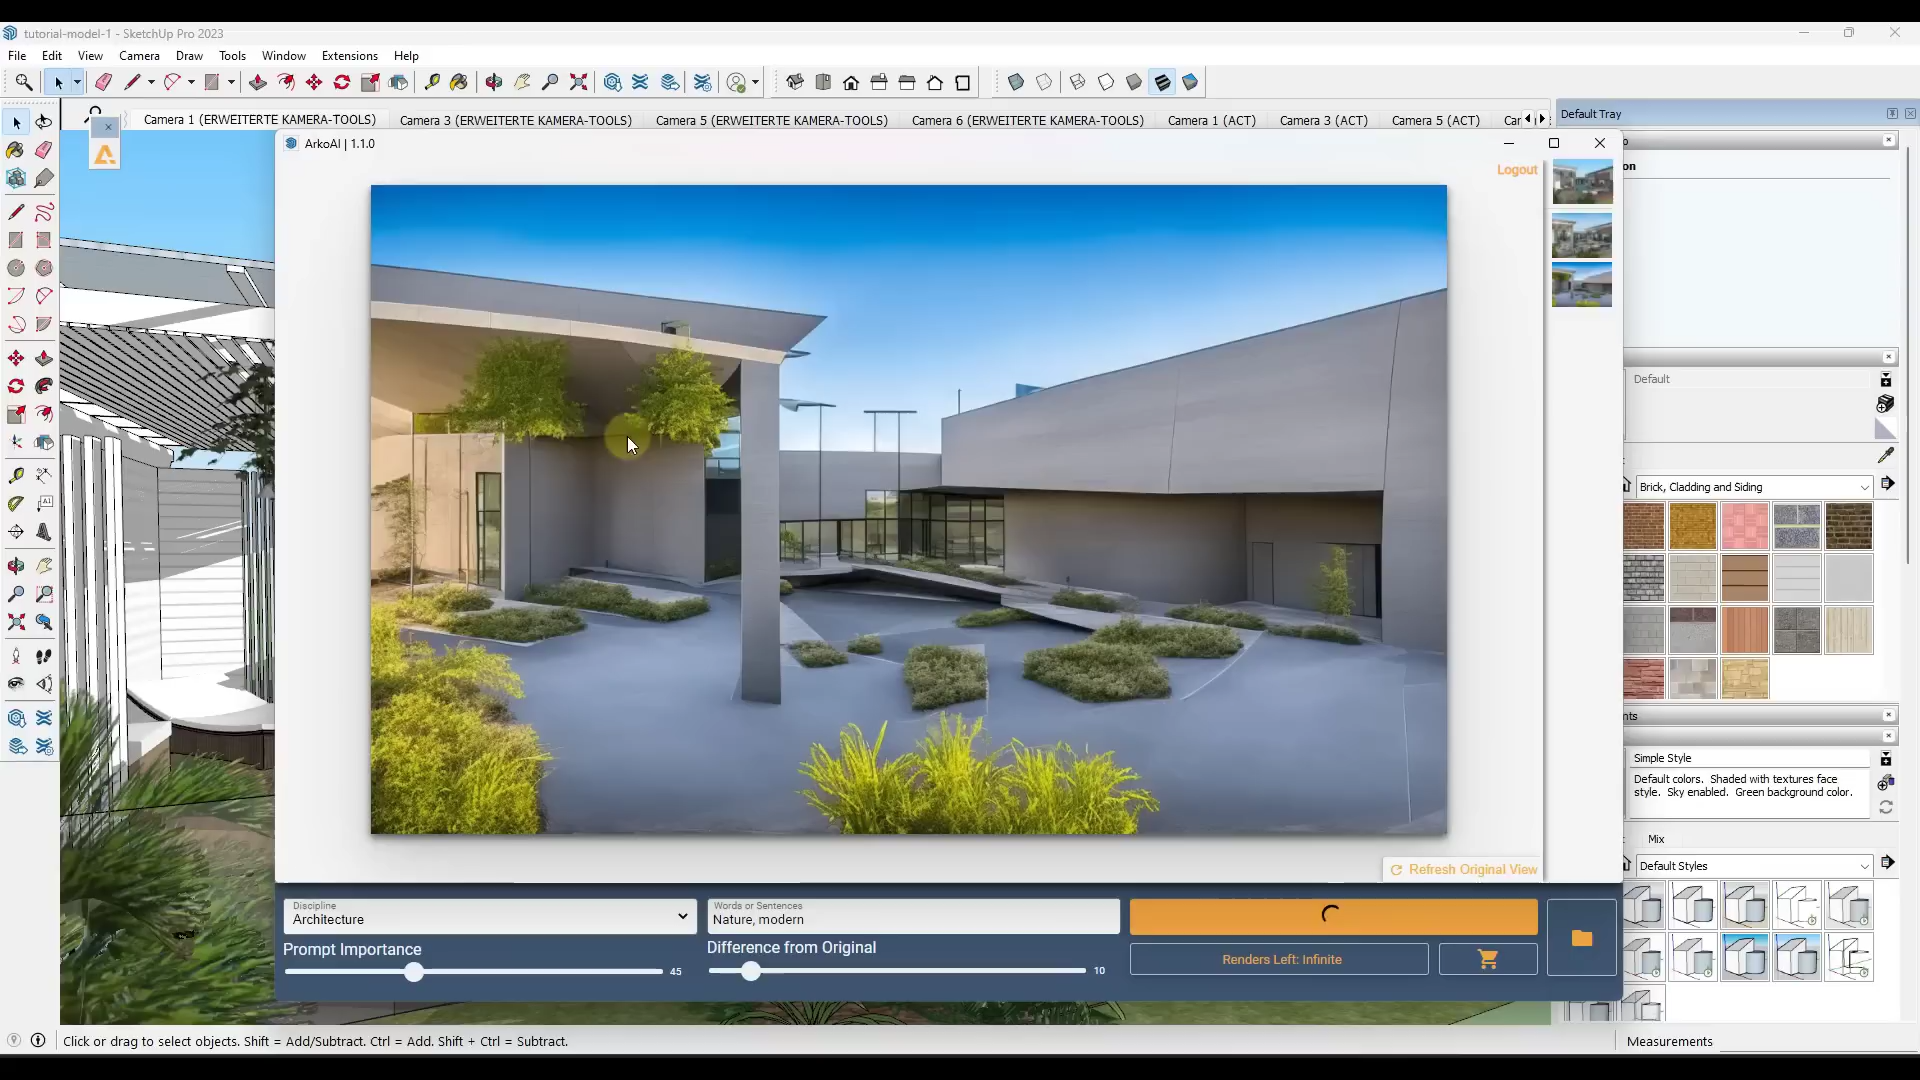 tutorial-model-1 - SketchUp Pro 2023
File Edit View Camera Draw Tools Window Extensions Help
Camera 1 (ERWEITERTE KAMERA-TOOLS) Camera 3 (ERWEITERTE KAMERA-TOOLS) Camera 5 (ERWEITERTE KAMERA-TOOLS) Camera 6 (ERWEITERTE KAMERA-TOOLS) Camera 1 (ACT) Camera 3 (ACT) Camera 5 (ACT)
Default Tray
ArkoAI | 1.1.0
Logout
Default
Brick, Cladding and Siding
Simple Style
Default colors. Shaded with textures face
style. Sky enabled. Green background color.
Mix
Default Styles
Refresh Original View
Discipline
Architecture
Words or Sentences
Nature, modern
Prompt Importance
45
Difference from Original
10
Renders Left: Infinite
Click or drag to select objects. Shift = Add/Subtract. Ctrl = Add. Shift + Ctrl = Subtract.
Measurements